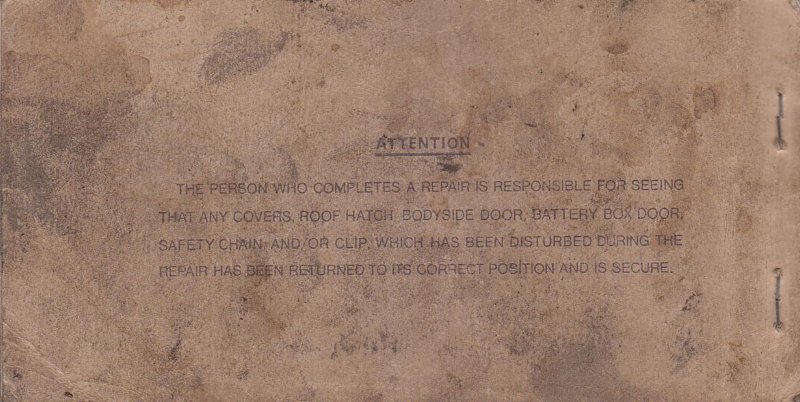 ATTENTION
THE PERSON WHO COMPLETES A REPAIR IS RESPONSIBLE FOR SEEING
THAT ANY COVERS, ROOF HATCH, BODYSIDE DOOR, BATTERY BOX DOOR,
SAFETY CHAIN AND/OR CLIP, WHICH HAS BEEN DISTURBED DURING THE
REPAIR HAS BEEN RETURNED TO ITS CORRECT POSITION AND IS SECURE.